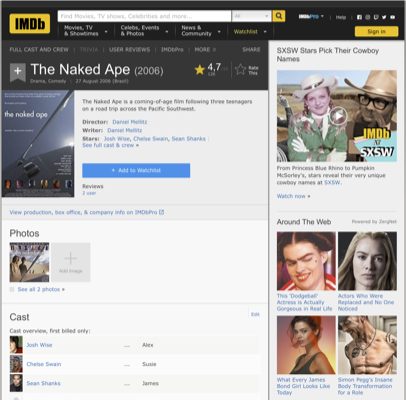 IMDb
Find Movies, TV shows, Celebrities and more...
All
IMDbPro
Help
Movies, TV
& Showtimes
Celebs, Events
& Photos
News &
Community
Watchlist
Sign in
FULL CAST AND CREW | TRIVIA | USER REVIEWS | IMDbPro | MORE
SHARE
+
The Naked Ape (2006)
Drama, Comedy
27 August 2006 (Brazil)
4,7
Rate
This
the naked ape
The Naked Ape is a coming-of-age film following three teenagers
on a road trip across the Pacific Southwest.
Director: Daniel Mellitz
Writer: Daniel Mellitz
Stars: Josh Wise, Chelse Swain, Sean Shanks |
See full cast & crew »
+ Add to Watchlist
Reviews
2 user
View production, box office, & company info on IMDbPro
Photos
Add Image
See all 2 photos »
Cast
Edit
Cast overview, first billed only:
Josh Wise ... Alex
Chelse Swain ... Susie
Sean Shanks ... James
SXSW Stars Pick Their Cowboy
Names
IMDb
AT
SXSW
From Princess Blue Rhino to Pumpkin
McSorley's, stars reveal their very unique
cowboy names at SXSW.
Watch now »
Around The Web
Powered by ZergNet
This 'Dodgeball'
Actress is Actually
Gorgeous in Real Life
Actors Who Were
Replaced and No One
Noticed
What Every James
Bond Girl Looks Like
Today
Simon Pegg's Insane
Body Transformation
for a Role